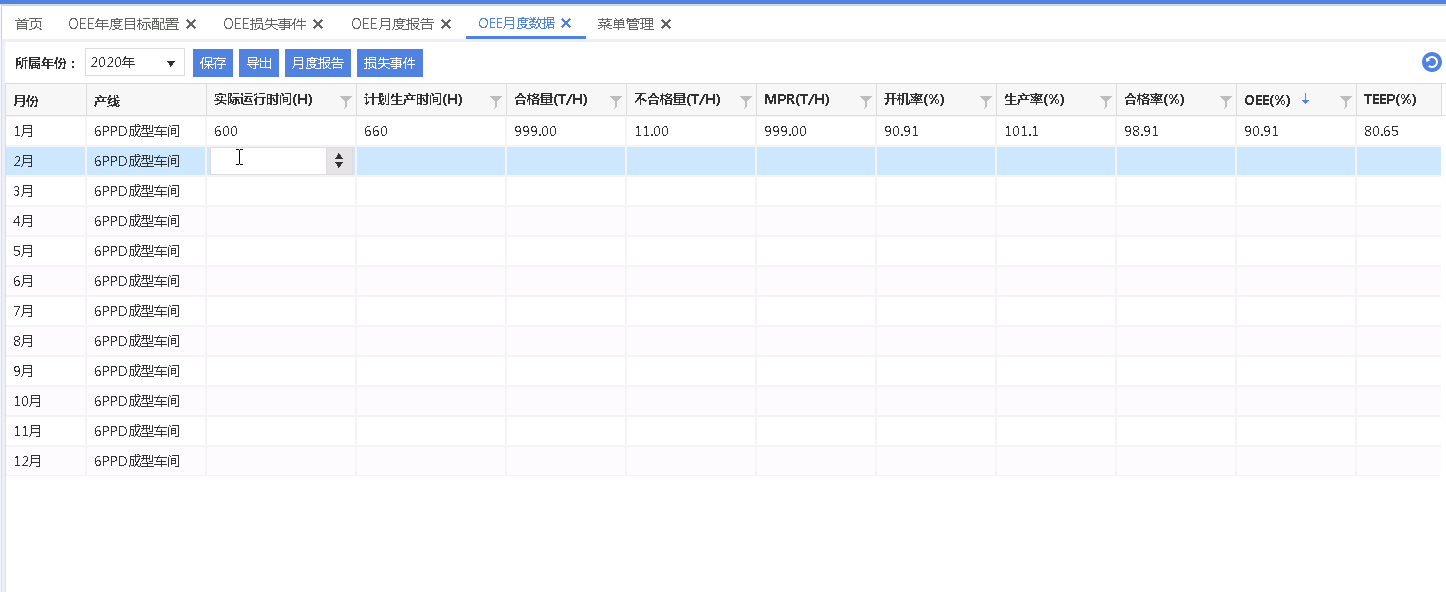 首页 OEE年度目标配置 OEE损失事件 OEE月度报告 OEE月度数据 菜单管理
所属年份： 2020年 保存 导出 月度报告 损失事件
月份 产线 实际运行时间(H) 计划生产时间(H) 合格量(T/H) 不合格量(T/H) MPR(T/H) 开机率(%) 生产率(%) 合格率(%) OEE(%) TEEP(%)
1月 6PPD成型车间 600 660 999.00 11.00 999.00 90.91 101.1 98.91 90.91 80.65
2月 6PPD成型车间
3月 6PPD成型车间
4月 6PPD成型车间
5月 6PPD成型车间
6月 6PPD成型车间
7月 6PPD成型车间
8月 6PPD成型车间
9月 6PPD成型车间
10月 6PPD成型车间
11月 6PPD成型车间
12月 6PPD成型车间